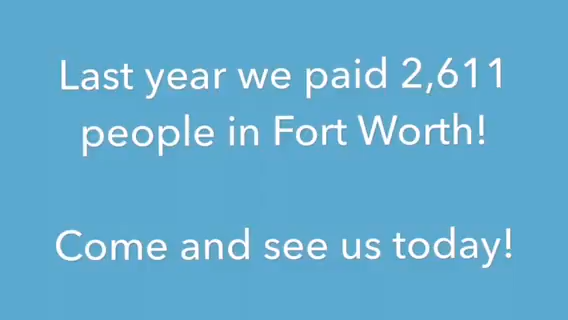 Last year we paid 2,611
people in Fort Worth!
Come and see us today!